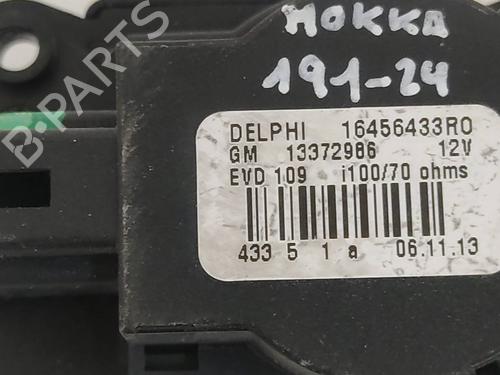 MOKKA
191-24
DELPHI 16456433R0
GM 13372986 12V
EVD 109 i100/70 ohms
433 5 1 a 06.11.13
B-PARTS